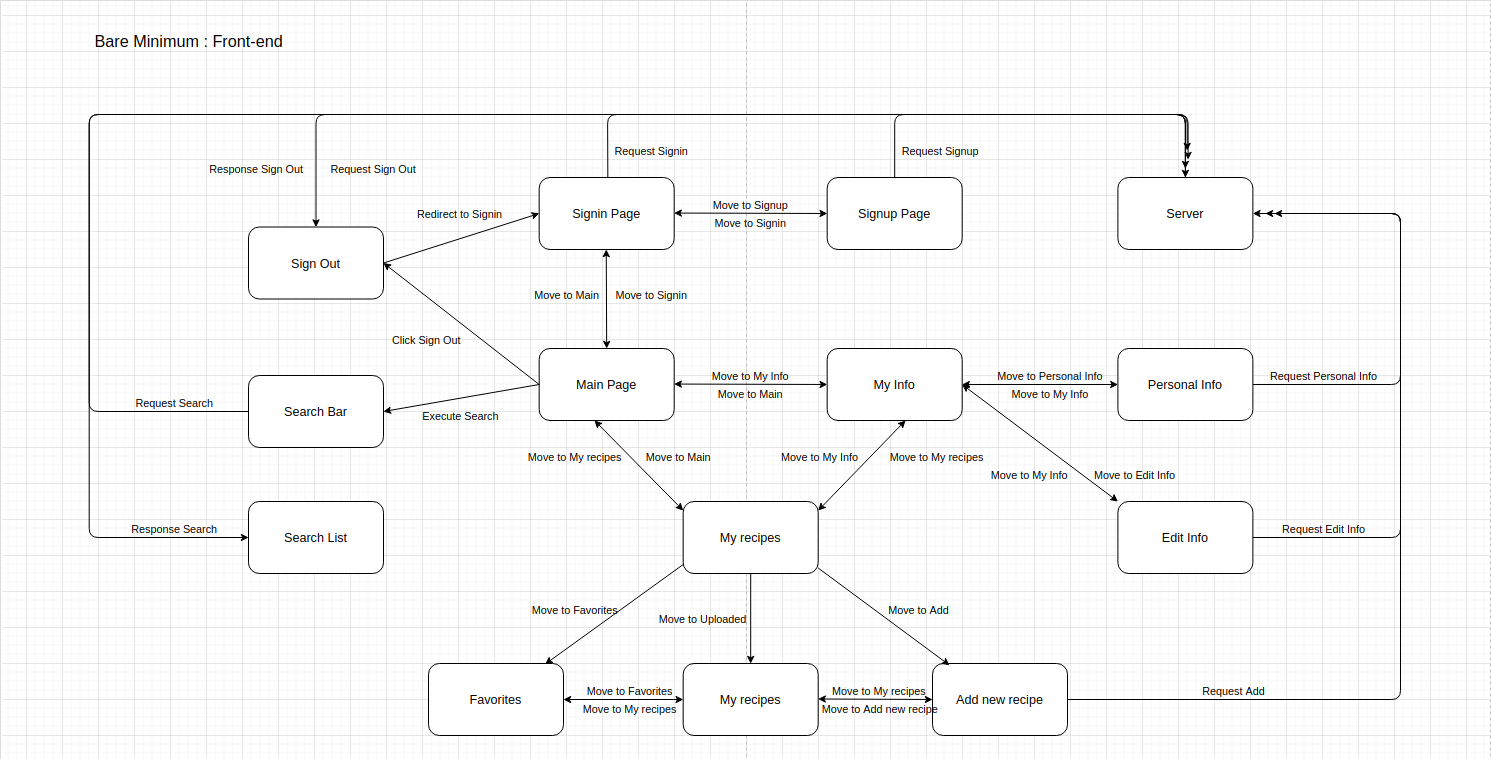 Bare Minimum : Front-end
Request Signin
Request Signup
Response Sign Out
Request Sign Out
Redirect to Signin
Signin Page
Move to Signup
Move to Signin
Signup Page
Server
Sign Out
Move to Main
Move to Signin
Click Sign Out
Main Page
Move to My Info
Move to Main
My Info
Move to Personal Info
Move to My Info
Personal Info
Request Personal Info
Request Search
Search Bar
Execute Search
Move to My recipes
Move to Main
Move to My Info
Move to My recipes
Move to My Info
Move to Edit Info
Response Search
Search List
My recipes
Edit Info
Request Edit Info
Move to Favorites
Move to Uploaded
Move to Add
Favorites
Move to Favorites
Move to My recipes
My recipes
Move to My recipes
Move to Add new recipe
Add new recipe
Request Add